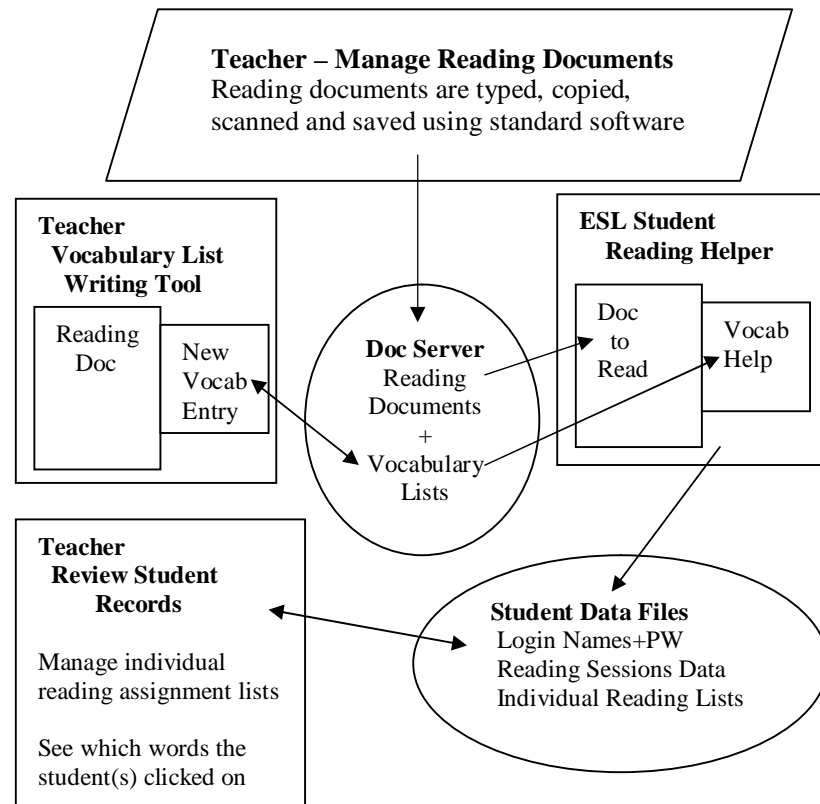 Teacher – Manage Reading Documents
Reading documents are typed, copied,
scanned and saved using standard software
Teacher
Vocabulary List
Writing Tool
Reading
Doc
New
Vocab
Entry
Doc Server
Reading
Documents
+
Vocabulary
Lists
ESL Student
Reading Helper
Doc
to
Read
Vocab
Help
Teacher
Review Student
Records
Manage individual
reading assignment lists
See which words the
student(s) clicked on
Student Data Files
Login Names+PW
Reading Sessions Data
Individual Reading Lists